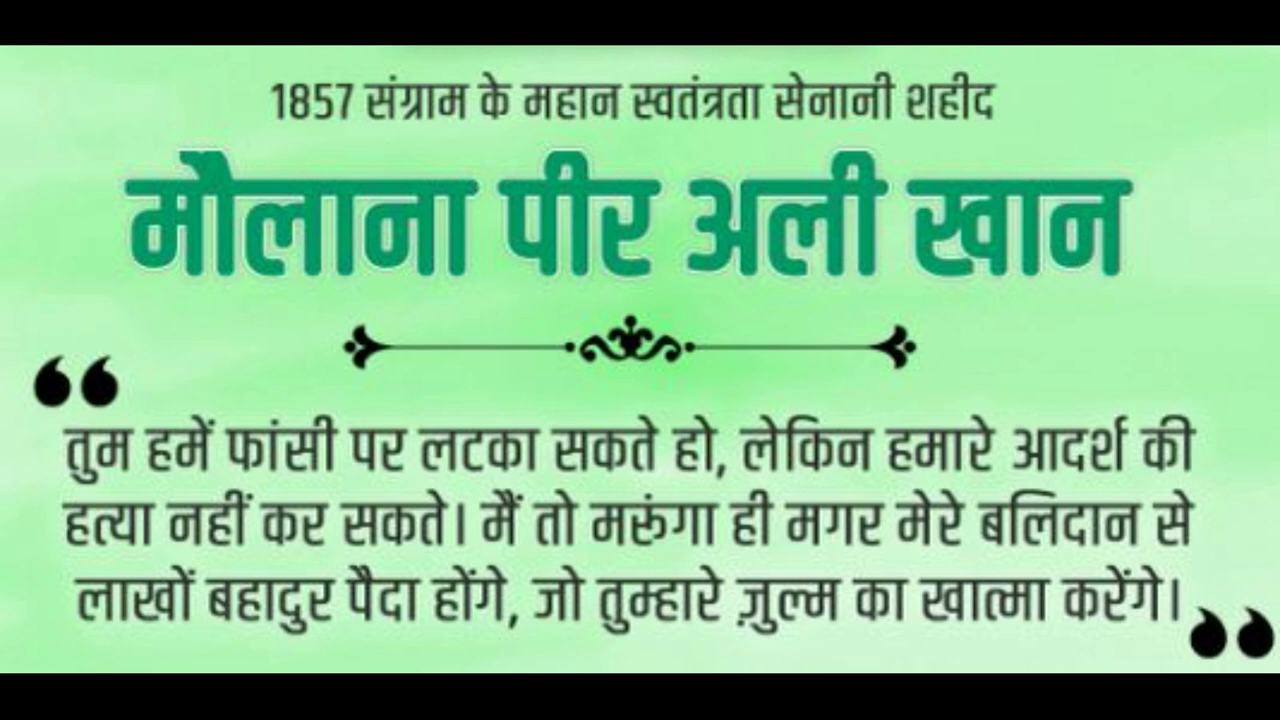 1857 संग्राम के महान स्वतंत्रता सेनानी शहीद
मौलाना पीर अली खान
“
तुम हमें फांसी पर लटका सकते हो, लेकिन हमारे आदर्श की
हत्या नहीं कर सकते। मैं तो मरूंगा ही मगर मेरे बलिदान से
लाखों बहादुर पैदा होंगे, जो तुम्हारे ज़ुल्म का खात्मा करेंगे।
“